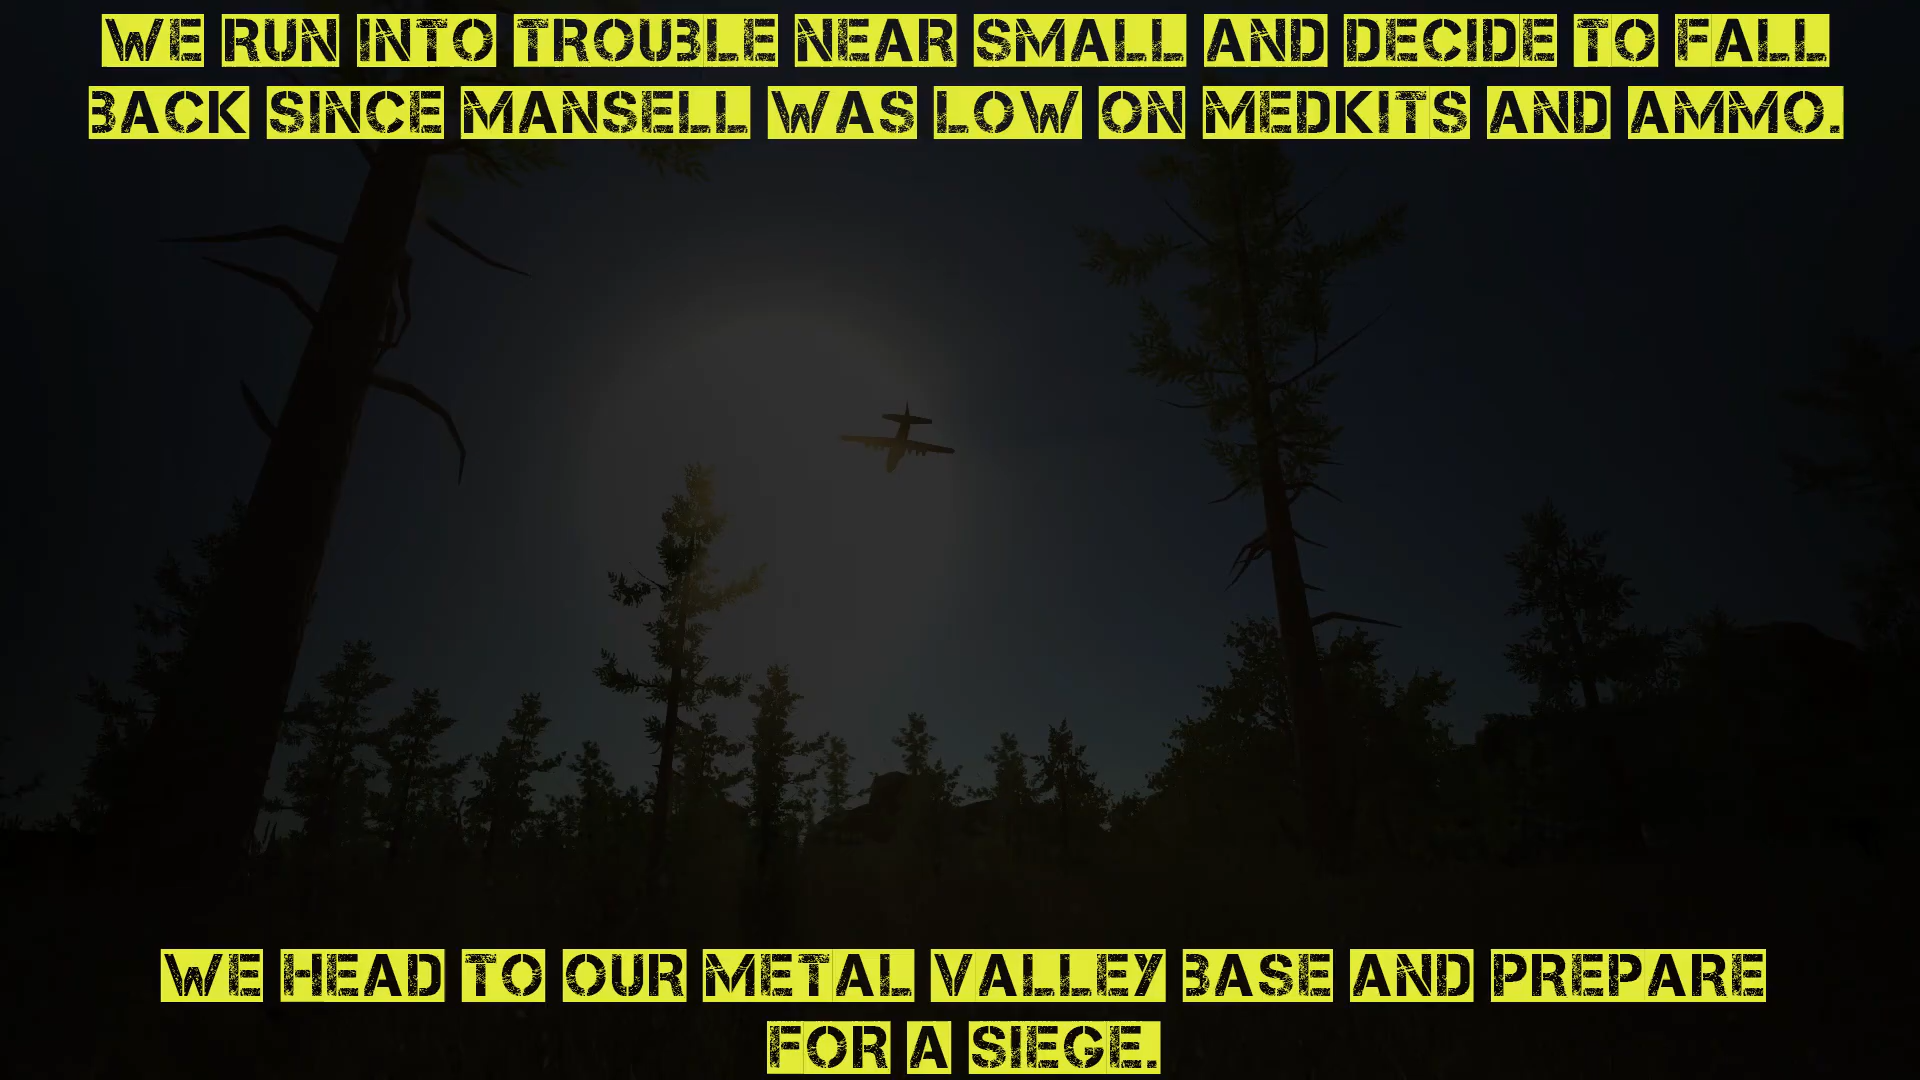 WE RUN INTO TROUBLE NEAR SMALL AND DECIDE TO FALL
BACK SINCE MANSELL WAS LOW ON MEDKITS AND AMMO.
WE HEAD TO OUR METAL VALLEY BASE AND PREPARE
FOR A SIEGE.